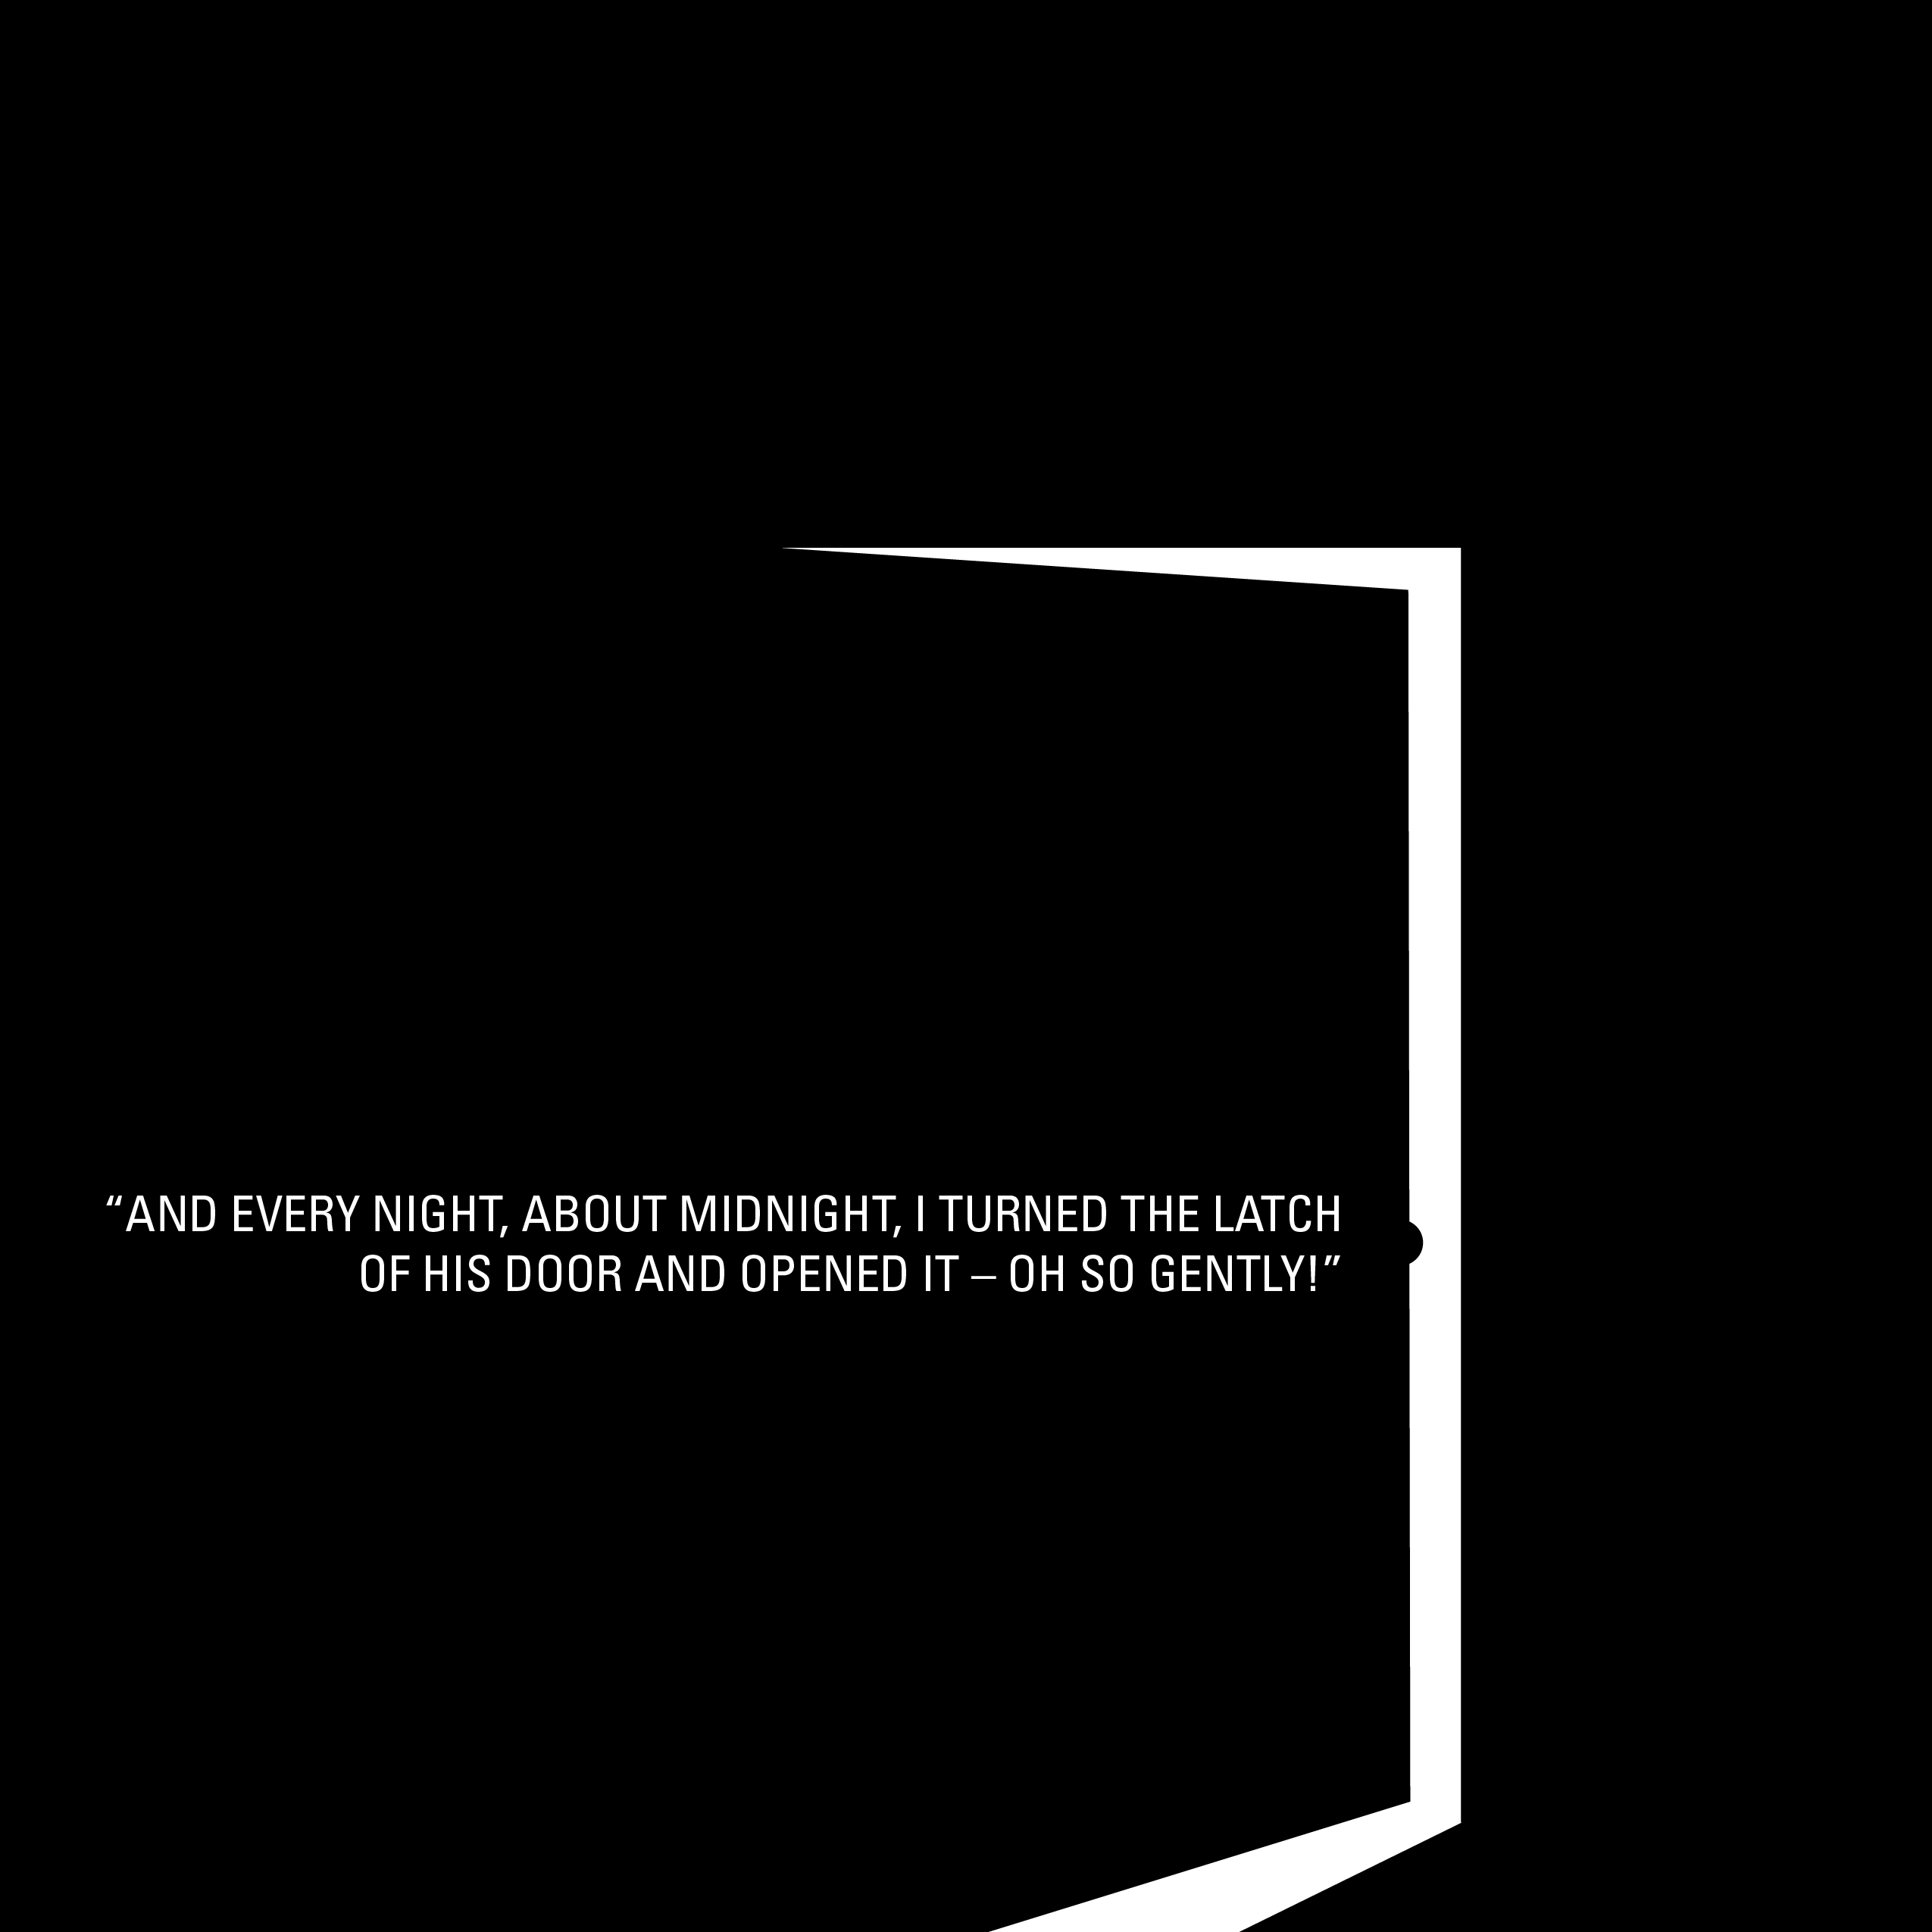 “AND EVERY NIGHT, ABOUT MIDNIGHT, I TURNED THE LATCH
OF HIS DOOR AND OPENED IT – OH SO GENTLY!”